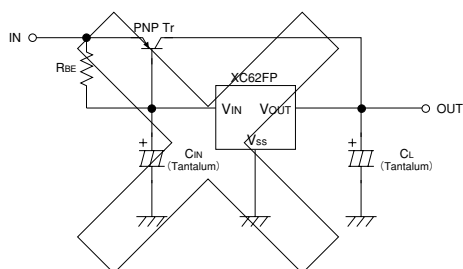 PNP Tr
IN
RBE
XC62FP
VIN
VOUT
OUT
VSS
+
CIN
(Tantalum)
+
CL
(Tantalum)